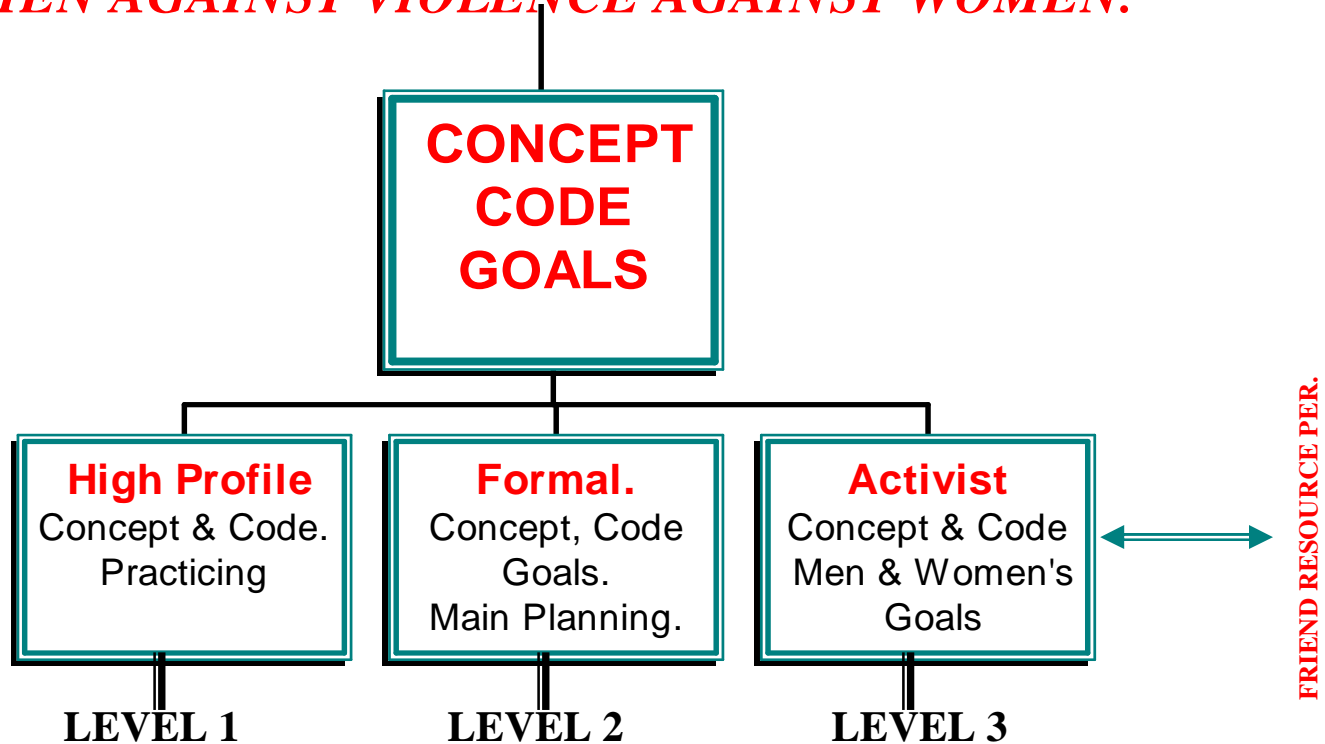 AGAINST VIOLENCE AGAINST WOMEN.
CONCEPT
CODE
GOALS
High Profile
Concept & Code.
Practicing
LEVEL 1
Formal.
Concept, Code
Goals.
Main Planning.
LEVEL 2
Activist
Concept & Code
Men & Women's
Goals
LEVEL 3
FRIEND RESOURCE PER.